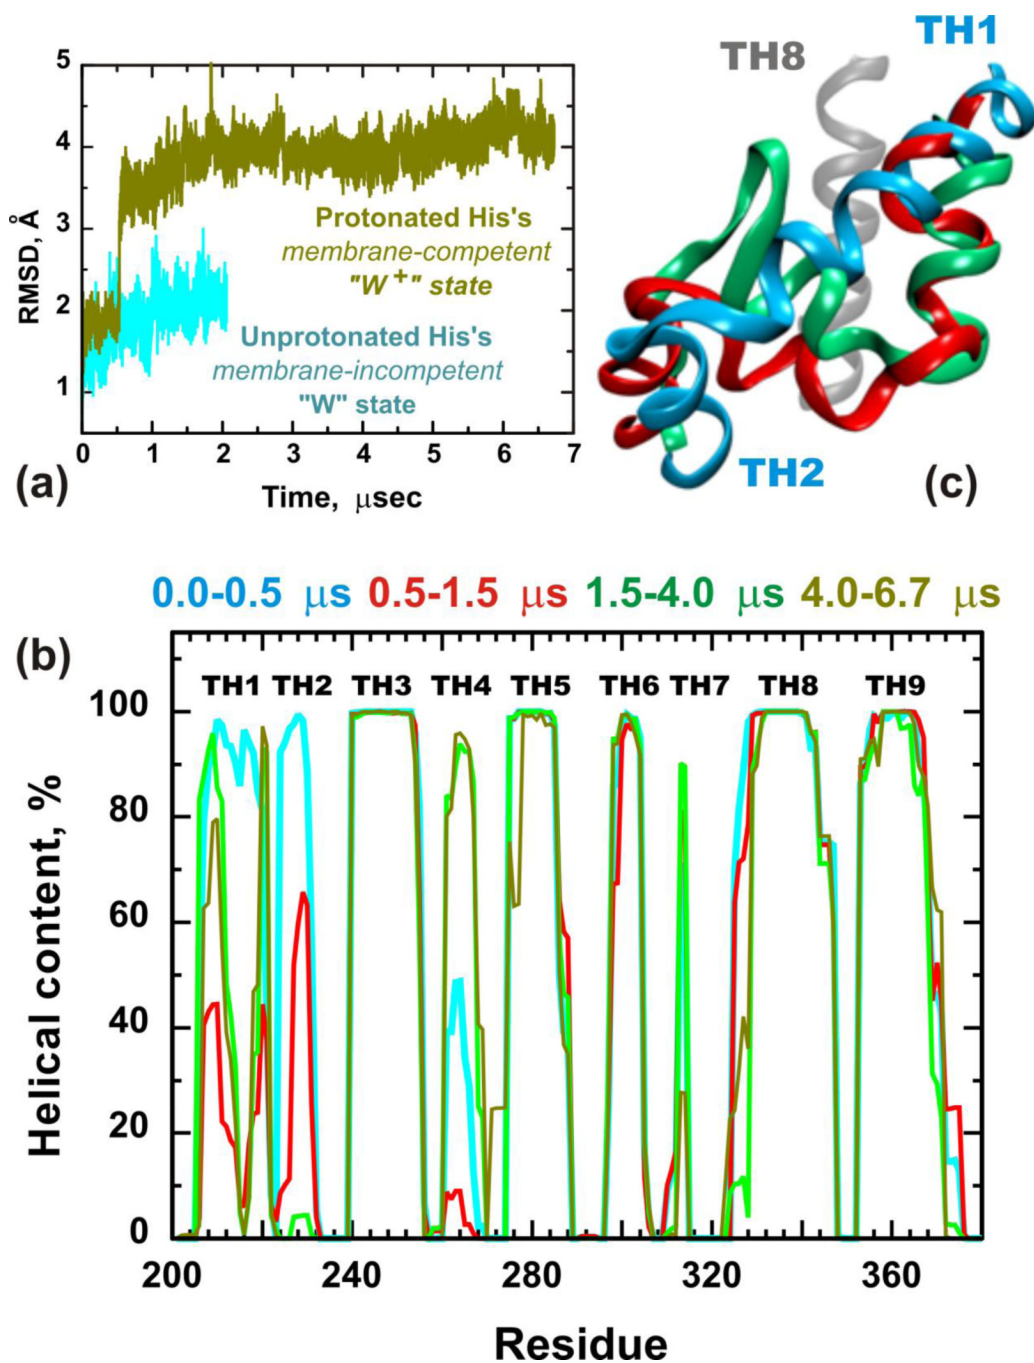 TH1
TH8
5
4
3
2
1
RMSD, Å
Protonated His's
membrane-competent
"W+" state
Unprotonated His's
membrane-incompetent
"W" state
0 1 2 3 4 5 6 7
Time, μsec
(a)
TH2
(c)
0.0-0.5 μs 0.5-1.5 μs 1.5-4.0 μs 4.0-6.7 μs
(b)
TH1 TH2 TH3 TH4 TH5 TH6 TH7 TH8 TH9
100
80
60
40
20
0
Helical content, %
200 240 280 320 360
Residue